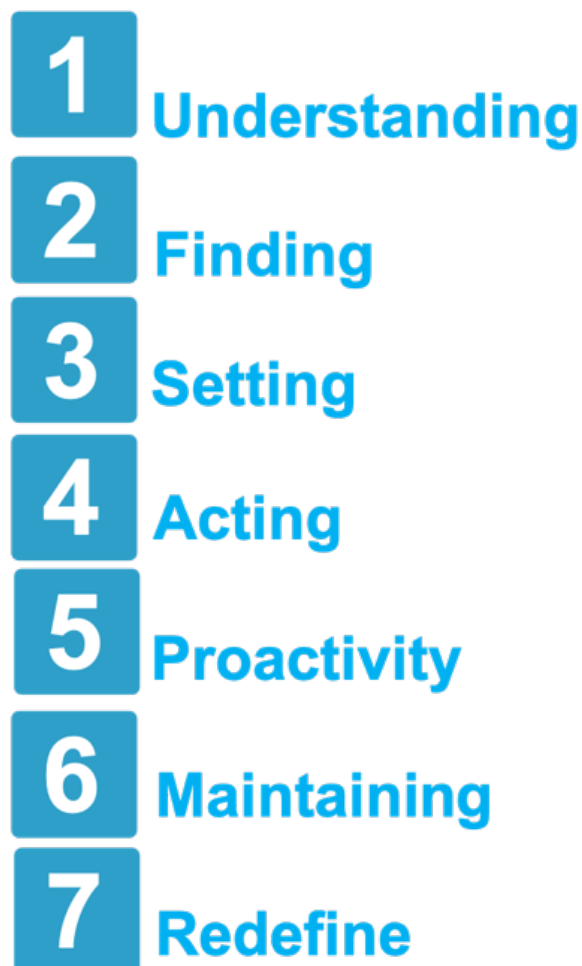 1 Understanding
2 Finding
3 Setting
4 Acting
5 Proactivity
6 Maintaining
7 Redefine